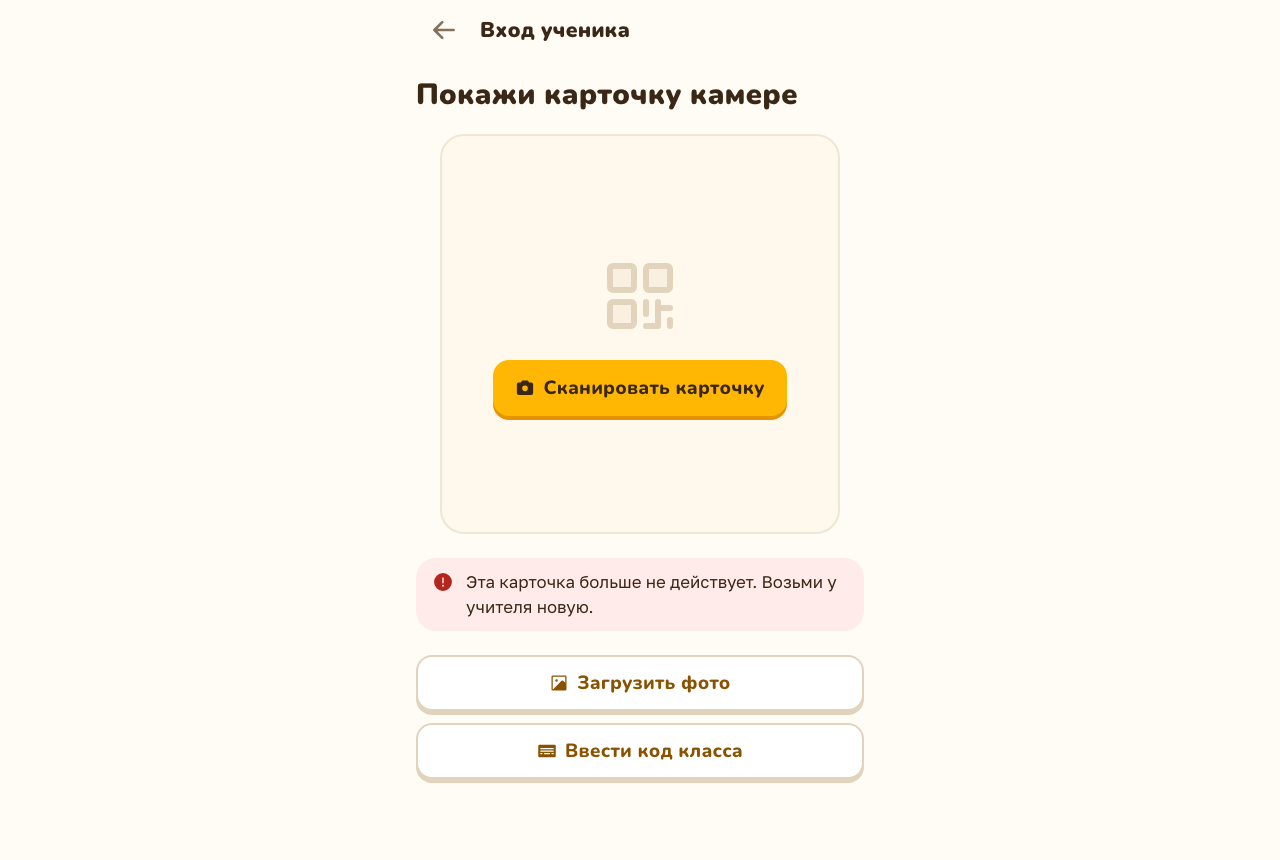 Вход ученика
Покажи карточку камере
Сканировать карточку
Эта карточка больше не действует. Возьми у
учителя новую.
Загрузить фото
Ввести код класса